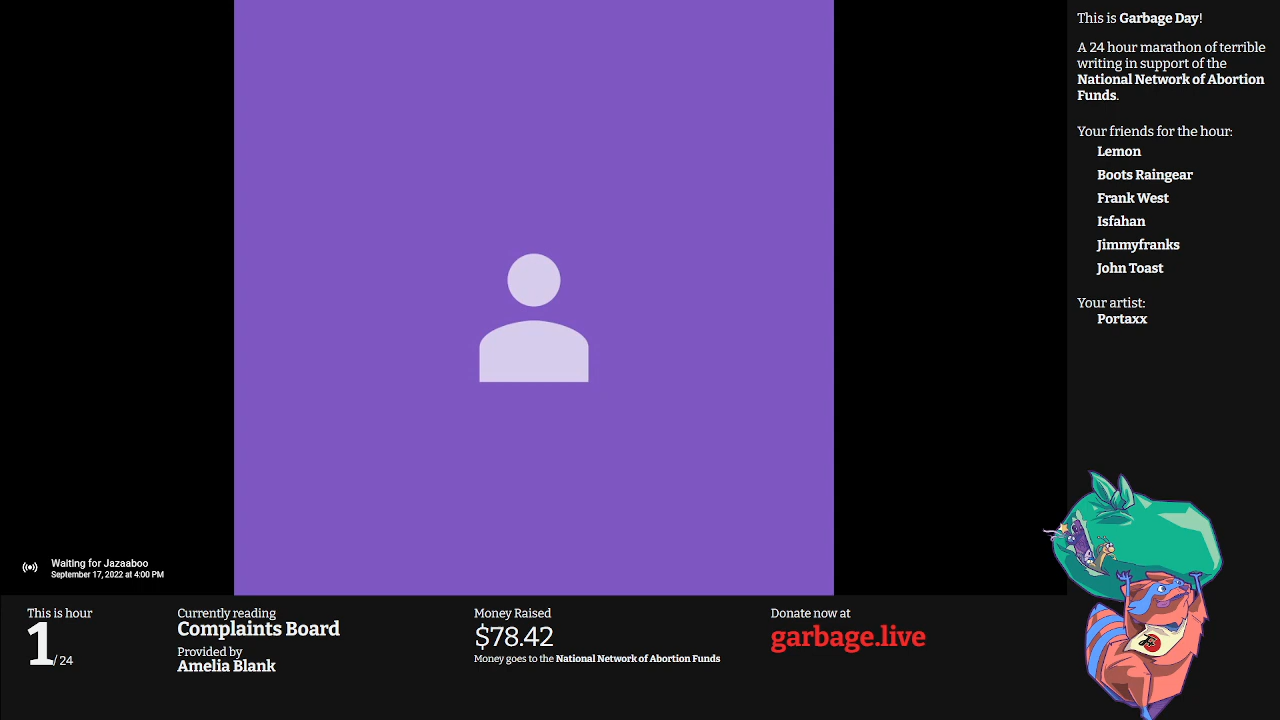 This is Garbage Day!
A 24 hour marathon of terrible
writing in support of the
National Network of Abortion
Funds.
Your friends for the hour:
Lemon
Boots Raingear
Frank West
Isfahan
Jimmyfranks
John Toast
Your artist:
Portaxx
Waiting for Jazaaboo
September 17, 2022 at 4:00 PM
This is hour
1/ 24
Currently reading
Complaints Board
Provided by
Amelia Blank
Money Raised
$78.42
Money goes to the National Network of Abortion Funds
Donate now at
garbage.live